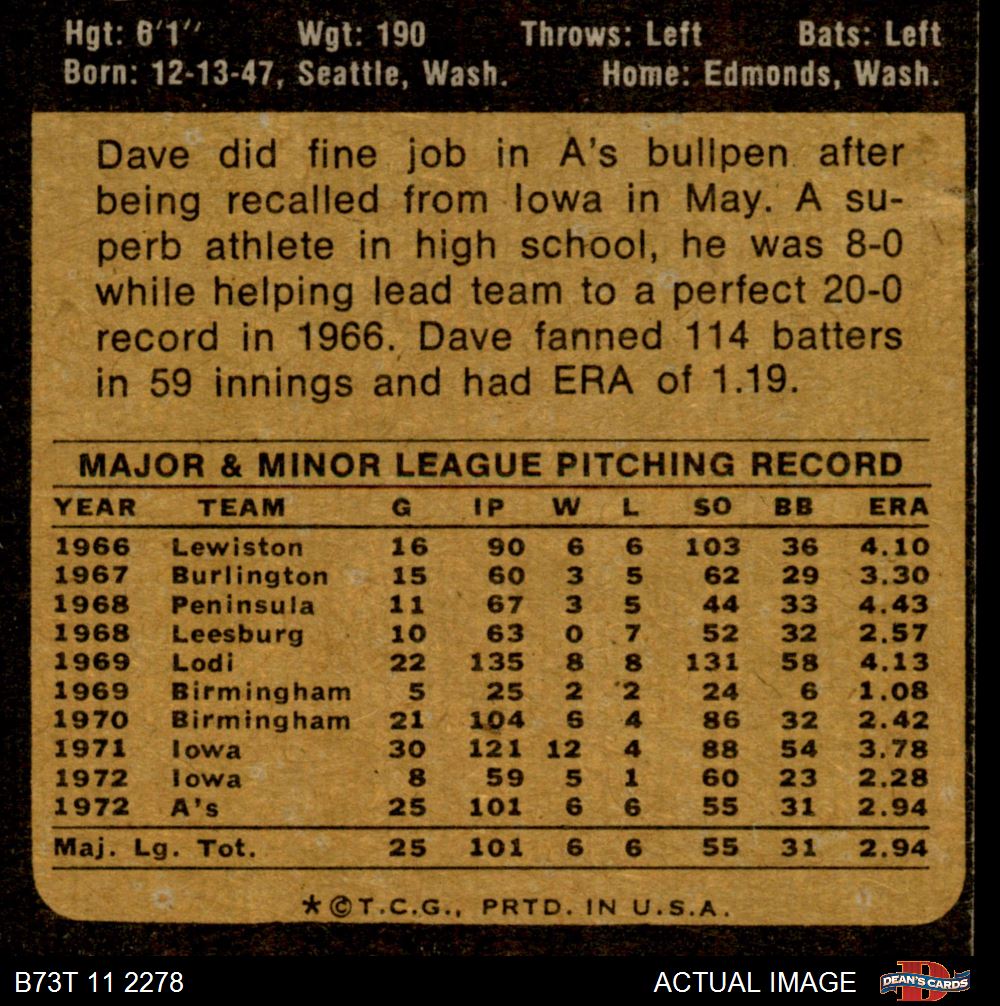 Hgt: 6'1" Wgt: 190 Throws: Left Bats: Left
Born: 12-13-47, Seattle, Wash. Home: Edmonds, Wash.
Dave did fine job in A's bullpen after
being recalled from Iowa in May. A su-
perb athlete in high school, he was 8-0
while helping lead team to a perfect 20-0
record in 1966. Dave fanned 114 batters
in 59 innings and had ERA of 1.19.
MAJOR & MINOR LEAGUE PITCHING RECORD
YEAR TEAM G IP W L SO BB ERA
1966 Lewiston 16 90 6 6 103 36 4.10
1967 Burlington 15 60 3 5 62 29 3.30
1968 Peninsula 11 67 3 5 44 33 4.43
1968 Leesburg 10 63 0 7 52 32 2.57
1969 Lodi 22 135 8 8 131 58 4.13
1969 Birmingham 5 25 2 2 24 6 1.08
1970 Birmingham 21 104 6 4 86 32 2.42
1971 Iowa 30 121 12 4 88 54 3.78
1972 Iowa 8 59 5 1 60 23 2.28
1972 A's 25 101 6 6 55 31 2.94
Maj. Lg. Tot. 25 101 6 6 55 31 2.94
*©T.C.G., PRTD. IN U.S.A.
B73T 11 2278 ACTUAL IMAGE DEAN'S CARDS